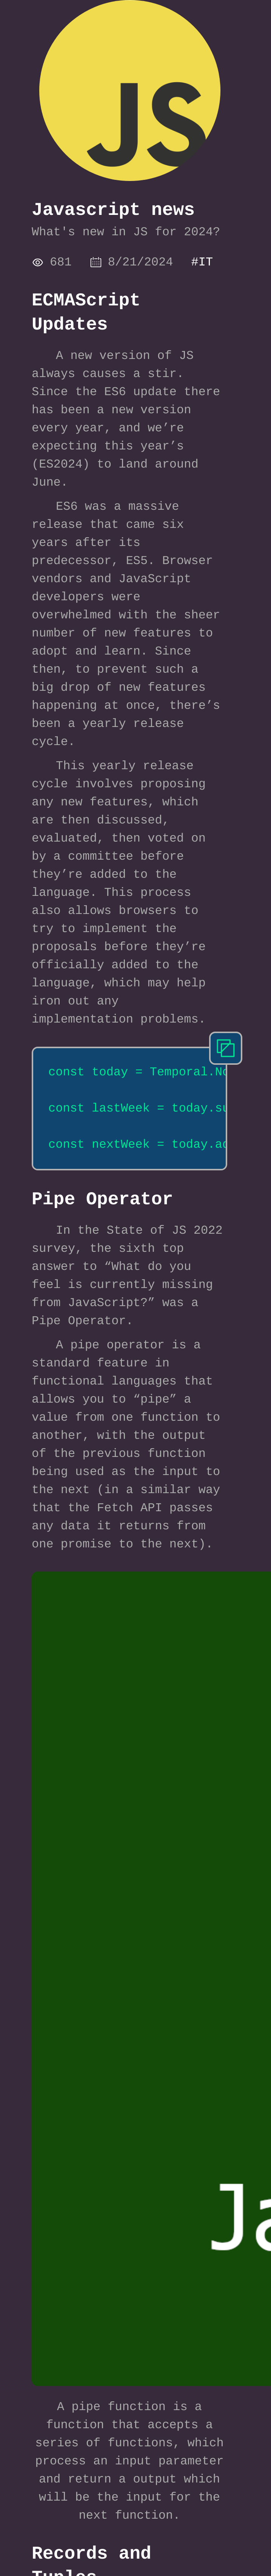 JS
Javascript news
What's new in JS for 2024?
681 8/21/2024 #IT
ECMAScript
Updates
A new version of JS
always causes a stir.
Since the ES6 update there
has been a new version
every year, and we’re
expecting this year’s
(ES2024) to land around
June.
ES6 was a massive
release that came six
years after its
predecessor, ES5. Browser
vendors and JavaScript
developers were
overwhelmed with the sheer
number of new features to
adopt and learn. Since
then, to prevent such a
big drop of new features
happening at once, there’s
been a yearly release
cycle.
This yearly release
cycle involves proposing
any new features, which
are then discussed,
evaluated, then voted on
by a committee before
they’re added to the
language. This process
also allows browsers to
try to implement the
proposals before they’re
officially added to the
language, which may help
iron out any
implementation problems.
const today = Temporal.No
const lastWeek = today.su
const nextWeek = today.ad
Pipe Operator
In the State of JS 2022
survey, the sixth top
answer to “What do you
feel is currently missing
from JavaScript?” was a
Pipe Operator.
A pipe operator is a
standard feature in
functional languages that
allows you to “pipe” a
value from one function to
another, with the output
of the previous function
being used as the input to
the next (in a similar way
that the Fetch API passes
any data it returns from
one promise to the next).
Ja
A pipe function is a
function that accepts a
series of functions, which
process an input parameter
and return a output which
will be the input for the
next function.
Records and
Tuples